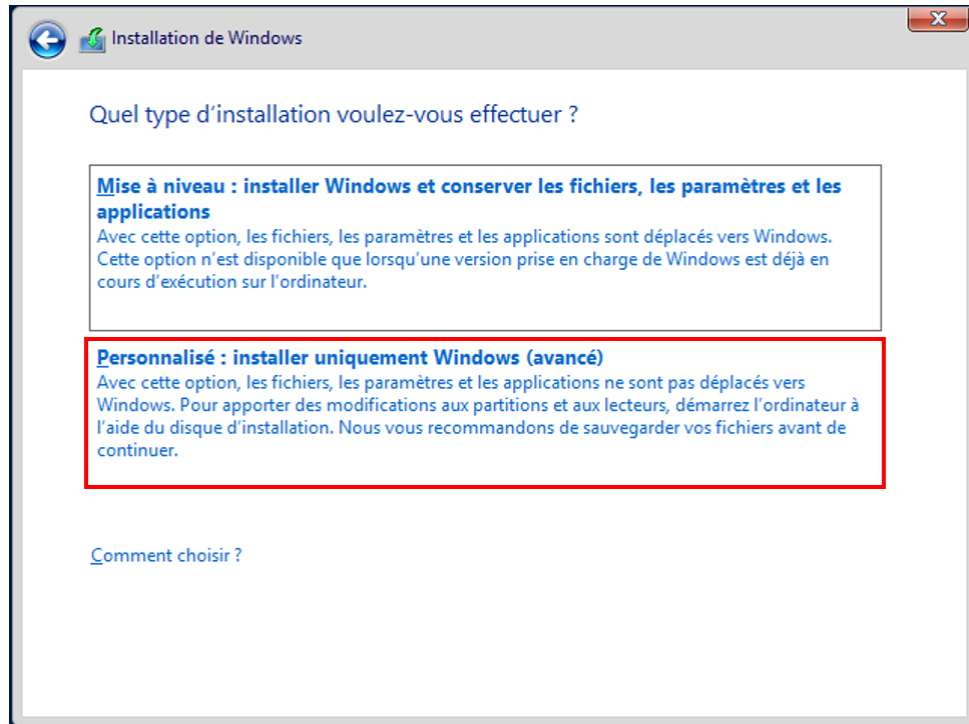 Installation de Windows
Quel type d’installation voulez-vous effectuer ?
Mise à niveau : installer Windows et conserver les fichiers, les paramètres et les
applications
Avec cette option, les fichiers, les paramètres et les applications sont déplacés vers Windows.
Cette option n’est disponible que lorsqu’une version prise en charge de Windows est déjà en
cours d’exécution sur l’ordinateur.
Personnalisé : installer uniquement Windows (avancé)
Avec cette option, les fichiers, les paramètres et les applications ne sont pas déplacés vers
Windows. Pour apporter des modifications aux partitions et aux lecteurs, démarrez l’ordinateur à
l’aide du disque d’installation. Nous vous recommandons de sauvegarder vos fichiers avant de
continuer.
Comment choisir ?